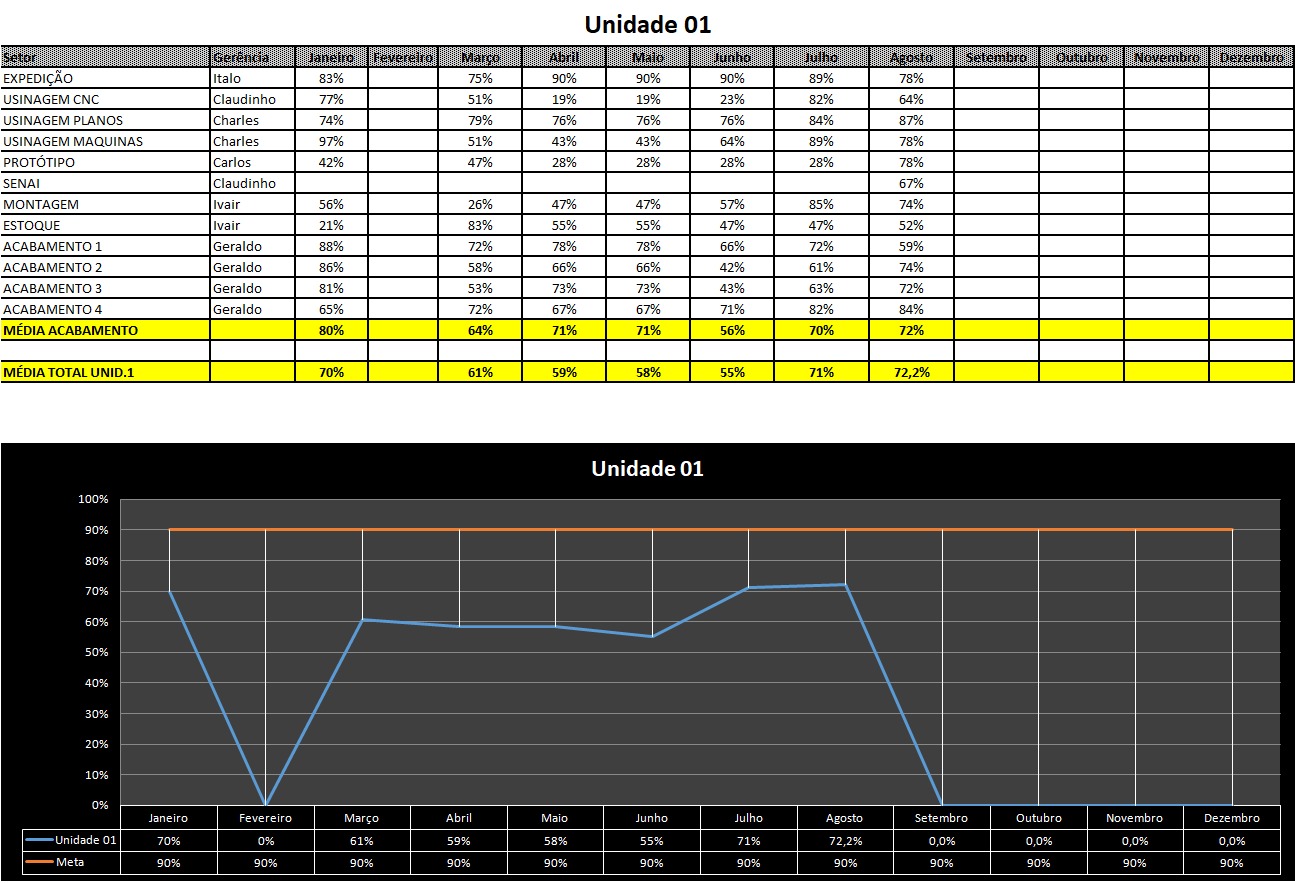 Unidade 01
Setor Gerência Janeiro Fevereiro Março Abril Maio Junho Julho Agosto Setembro Outubro Novembro Dezembro
EXPEDIÇÃO Italo 83% 75% 90% 90% 90% 89% 78%
USINAGEM CNC Claudinho 77% 51% 19% 19% 23% 82% 64%
USINAGEM PLANOS Charles 74% 79% 76% 76% 76% 84% 87%
USINAGEM MAQUINAS Charles 97% 51% 43% 43% 64% 89% 78%
PROTÓTIPO Carlos 42% 47% 28% 28% 28% 28% 78%
SENAI Claudinho 67%
MONTAGEM Ivair 56% 26% 47% 47% 57% 85% 74%
ESTOQUE Ivair 21% 83% 55% 55% 47% 47% 52%
ACABAMENTO 1 Geraldo 88% 72% 78% 78% 66% 72% 59%
ACABAMENTO 2 Geraldo 86% 58% 66% 66% 42% 61% 74%
ACABAMENTO 3 Geraldo 81% 53% 73% 73% 43% 63% 72%
ACABAMENTO 4 Geraldo 65% 72% 67% 67% 71% 82% 84%
MÉDIA ACABAMENTO 80% 64% 71% 71% 56% 70% 72%
MÉDIA TOTAL UNID.1 70% 61% 59% 58% 55% 71% 72,2%
Unidade 01
100%
90%
80%
70%
60%
50%
40%
30%
20%
10%
0%
Janeiro Fevereiro Março Abril Maio Junho Julho Agosto Setembro Outubro Novembro Dezembro
Unidade 01 70% 0% 61% 59% 58% 55% 71% 72,2% 0,0% 0,0% 0,0% 0,0%
Meta 90% 90% 90% 90% 90% 90% 90% 90% 90% 90% 90% 90%